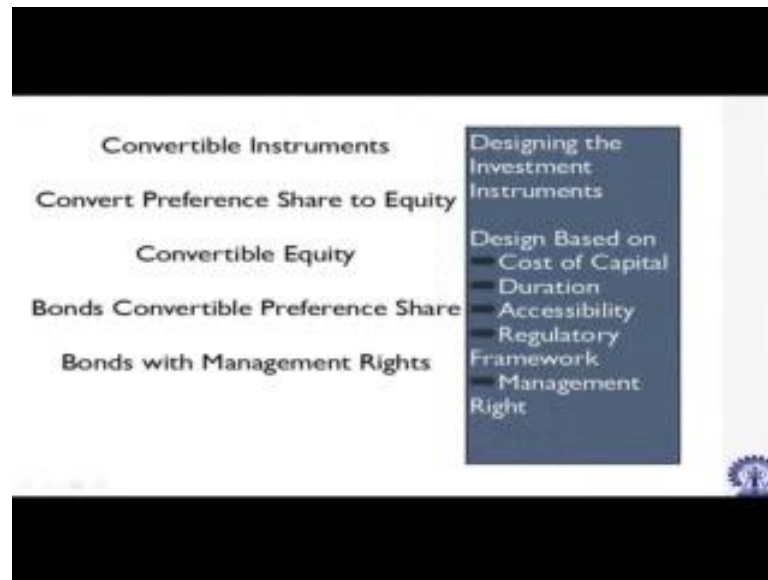 Convertible Instruments
Convert Preference Share to Equity
Convertible Equity
Bonds Convertible Preference Share
Bonds with Management Rights
Designing the
Investment
Instruments
Design Based on
Cost of Capital
Duration
Accessibility
Regulatory
Framework
Management
Right